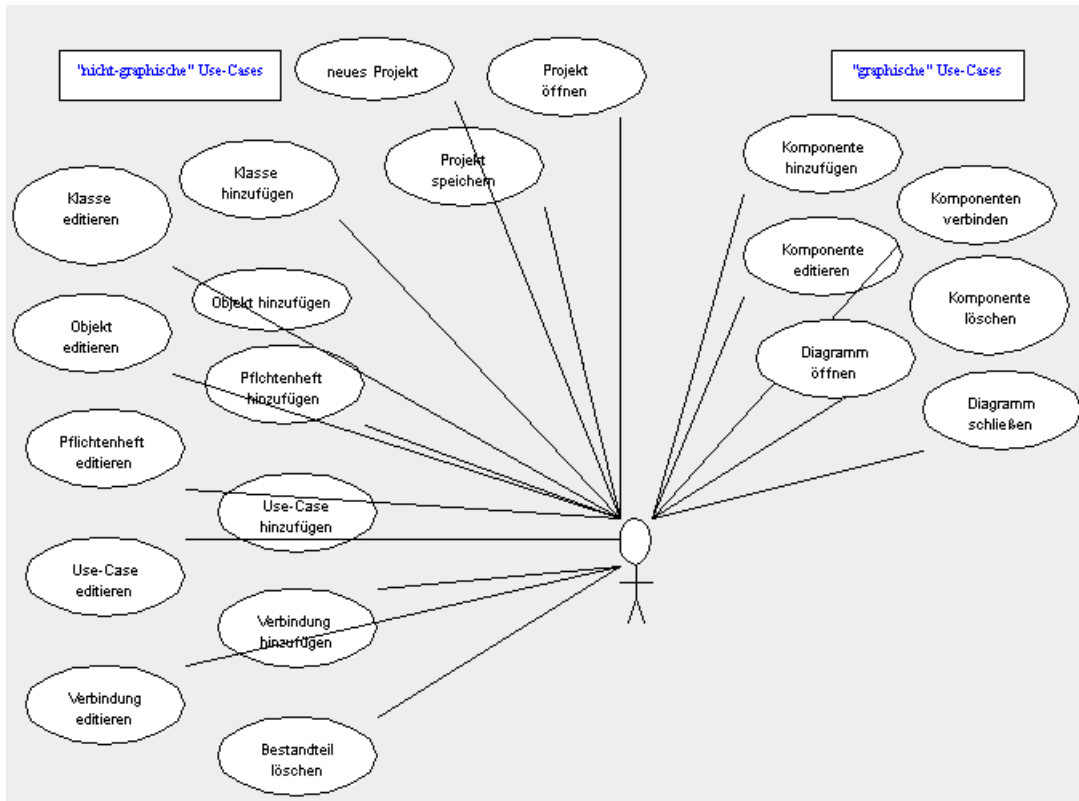 "nicht-graphische" Use-Cases
neues Projekt
Projekt
öffnen
"graphische" Use-Cases
Projekt
speichern
Komponente
hinzufügen
Klasse
hinzufügen
Klasse
editieren
Komponenten
verbinden
Komponente
editieren
Objekt hinzufügen
Komponente
löschen
Objekt
editieren
Diagramm
öffnen
Pflichtenheft
hinzufügen
Diagramm
schließen
Pflichtenheft
editieren
Use-Case
hinzufügen
Use-Case
editieren
Verbindung
hinzufügen
Verbindung
editieren
Bestandteil
löschen